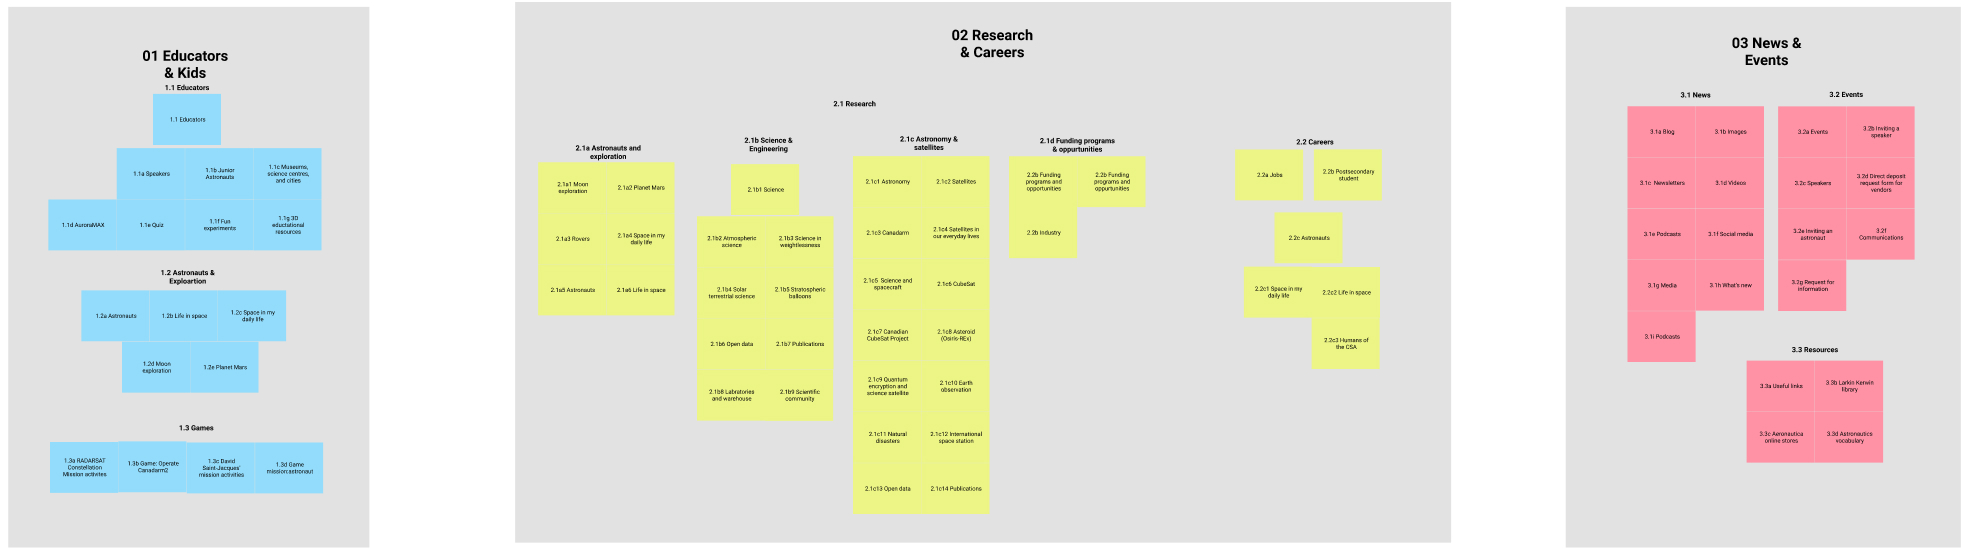 01 Educators
& Kids
1.1 Educators
1.1 Educators
1.1a Speakers
1.1b Junior
Astronauts
1.1c Museums,
science centres,
and cities
1.1d AuroraMAX
1.1e Quiz
1.1f Fun
experiments
1.1g 3D
eductational
resources
1.2 Astronauts &
Exploartion
1.2a Astronauts
1.2b Life in space
1.2c Space in my
daily life
1.2d Moon
exploration
1.2e Planet Mars
1.3 Games
1.3a RADARSAT
Constellation
Mission activites
1.3b Game: Operate
Canadarm2
1.3c David
Saint-Jacques'
mission activities
1.3d Game
mission:astronaut
02 Research
& Careers
2.1 Research
2.1a Astronauts and
exploration
2.1a1 Moon
exploration
2.1a2 Planet Mars
2.1a3 Rovers
2.1a4 Space in my
daily life
2.1a5 Astronauts
2.1a6 Life in space
2.1b Science &
Engineering
2.1b1 Science
2.1b2 Atmospheric
science
2.1b3 Science in
weightlessness
2.1b4 Solar
terrestrial science
2.1b5 Stratospheric
balloons
2.1b6 Open data
2.1b7 Publications
2.1b8 Labratories
and warehouse
2.1b9 Scientific
community
2.1c Astronomy &
satellites
2.1c1 Astronomy
2.1c2 Satellites
2.1c3 Canadarm
2.1c4 Satellites in
our everyday lives
2.1c5 Science and
spacecraft
2.1c6 CubeSat
2.1c7 Canadian
CubeSat Project
2.1c8 Asteroid
(Osiris-REx)
2.1c9 Quantum
encryption and
science satellite
2.1c10 Earth
observation
2.1c11 Natural
disasters
2.1c12 International
space station
2.1c13 Open data
2.1c14 Publications
2.1d Funding programs
& oppurtunities
2.2b Funding
programs and
opportunities
2.2b Funding
programs and
oppurtunities
2.2b Industry
2.2 Careers
2.2a Jobs
2.2b Postsecondary
student
2.2c Astronauts
2.2c1 Space in my
daily life
2.2c2 Life in space
2.2c3 Humans of
the CSA
03 News &
Events
3.1 News
3.1a Blog
3.1b Images
3.1c Newsletters
3.1d Videos
3.1e Podcasts
3.1f Social media
3.1g Media
3.1h What's new
3.1i Podcasts
3.2 Events
3.2a Events
3.2b Inviting a
speaker
3.2c Speakers
3.2d Direct deposit
request form for
vendors
3.2e Inviting an
astronaut
3.2f
Communications
3.2g Request for
information
3.3 Resources
3.3a Useful links
3.3b Larkin Kerwin
library
3.3c Aeronautica
online stores
3.3d Astronautics
vocabulary